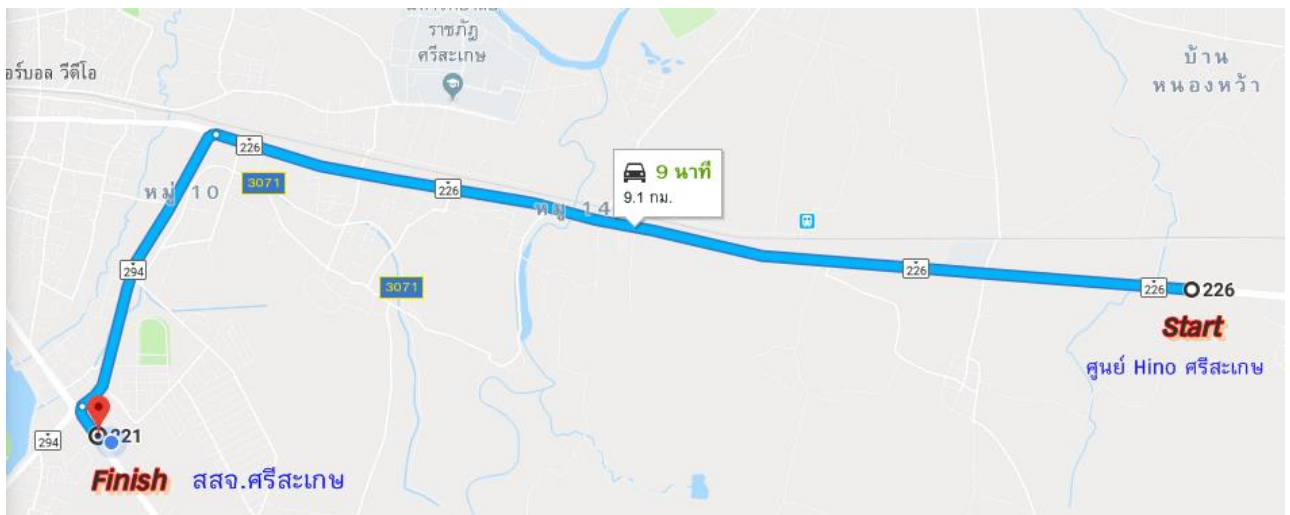 ราชภัฏ
ศรีสะเกษ
บ้าน
หนองหว้า
อร์บอล วีดีโอ
226
3071
หมู่ 10
226
9 นาที
9.1 กม.
หมู่ 14
294
226
3071
226
226
Start
ศูนย์ Hino ศรีสะเกษ
294
221
Finish
สสจ.ศรีสะเกษ